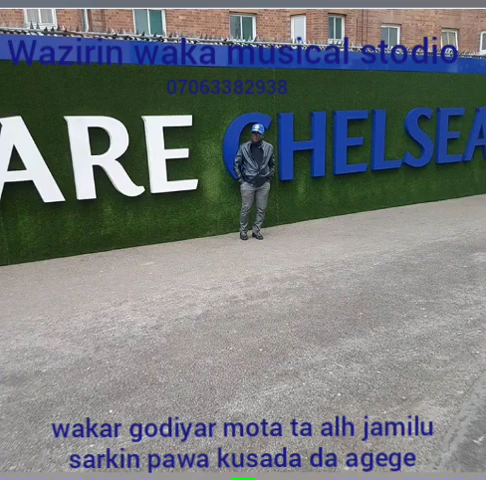 Wazirin waka musical stodio
07063382938
ARE CHELSEA
wakar godiyar mota ta alh jamilu
sarkin pawa kusada da agege